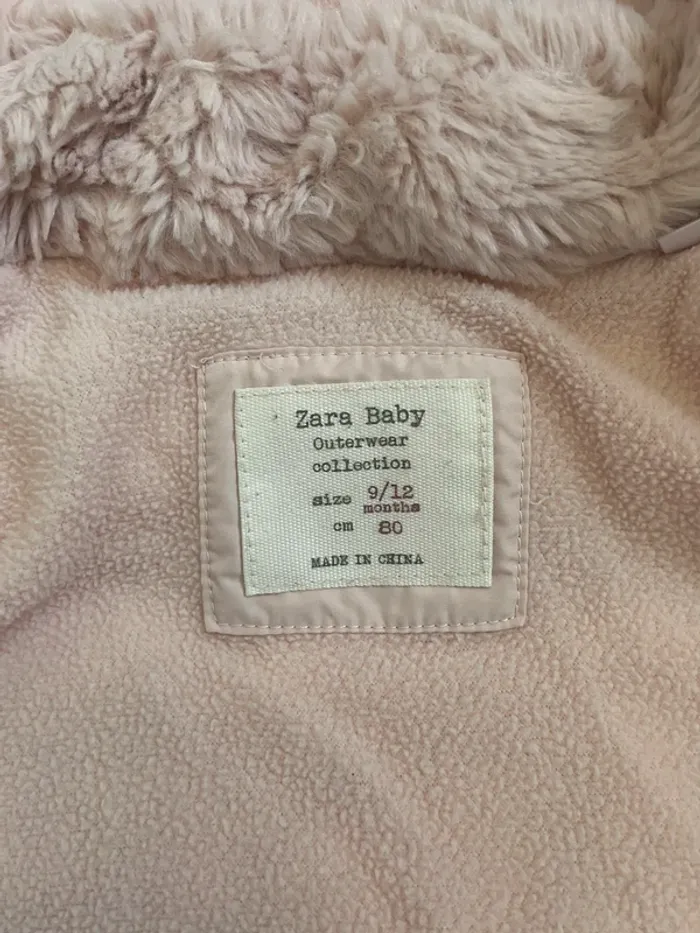 Zara Baby
Outerwear
collection
size 9/12
months
cm 80
MADE IN CHINA